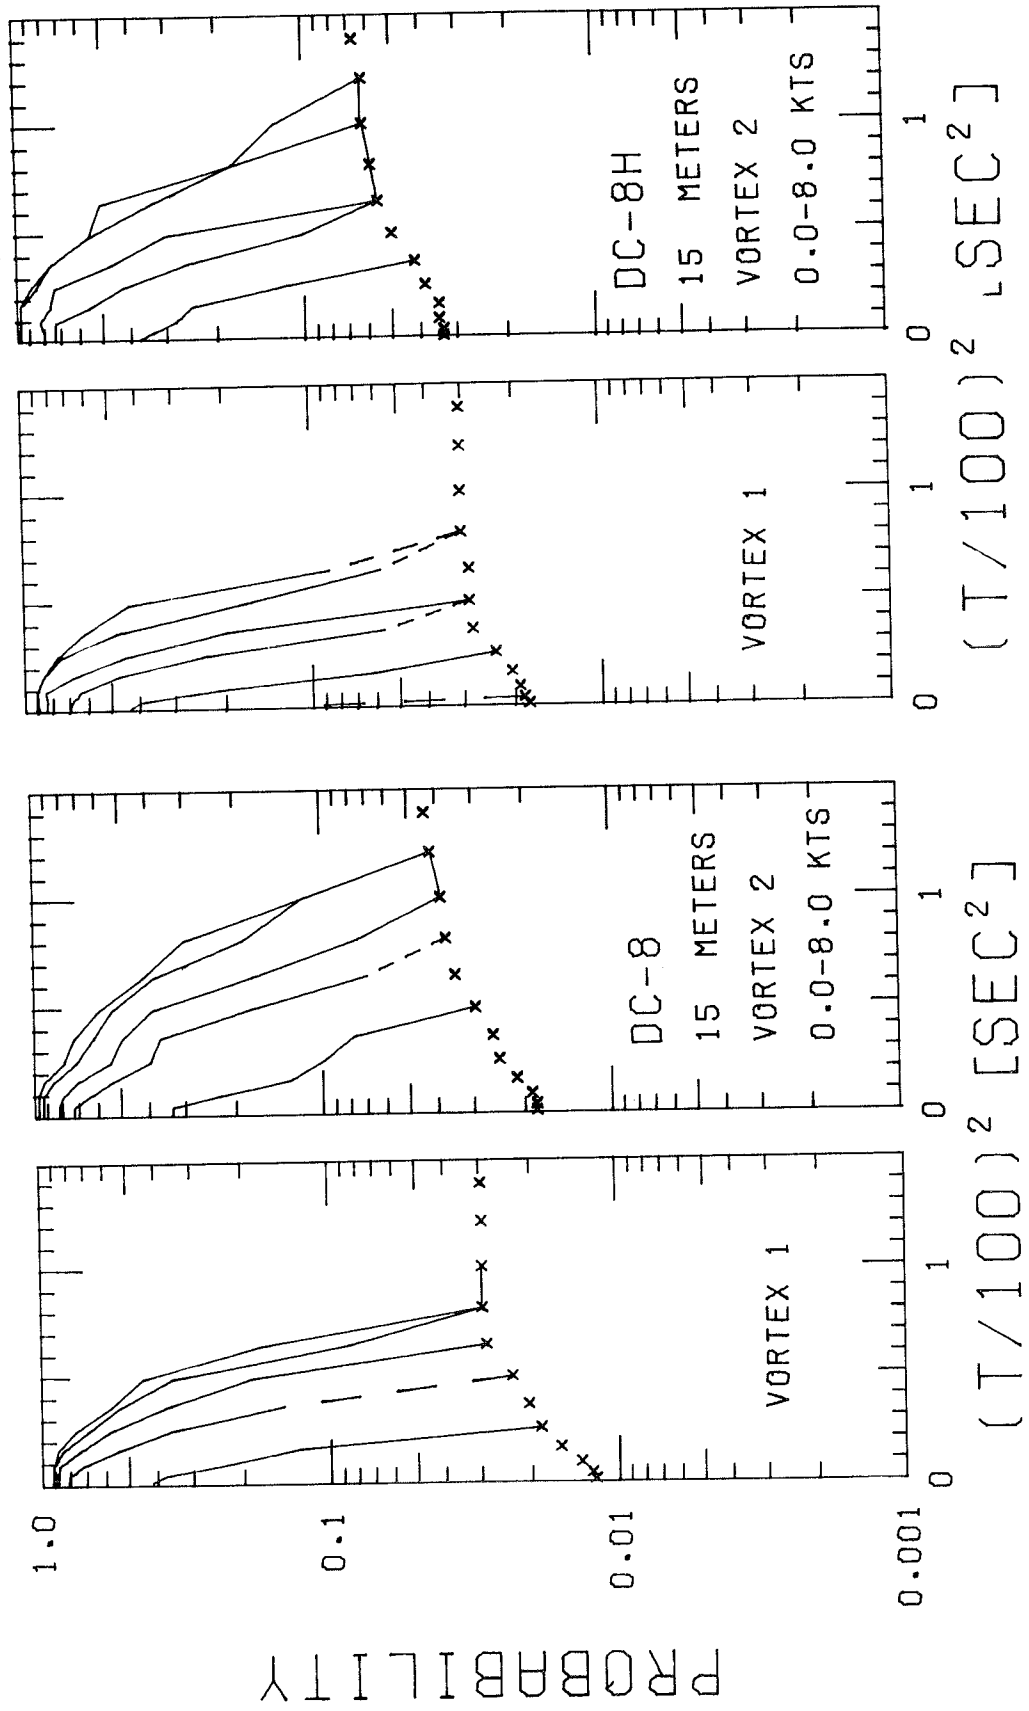 PROBABILITY
1.0
0.1
0.01
0.001
VORTEX 1
0
1
DC-8
15 METERS
VORTEX 2
0.0-8.0 KTS
0
1
(T/100)² [SEC²]
VORTEX 1
0
1
DC-8H
15 METERS
VORTEX 2
0.0-8.0 KTS
0
1
(T/100)² [SEC²]